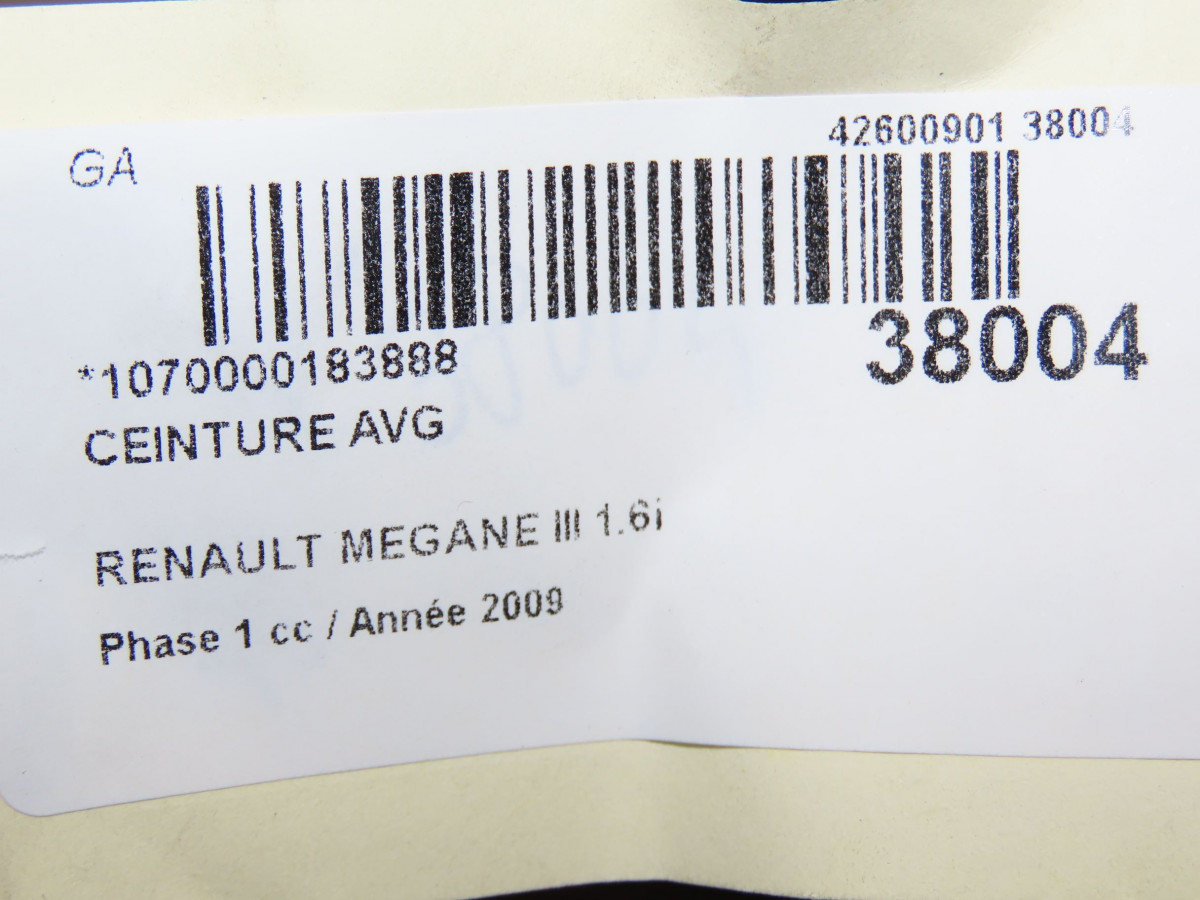 GA
42600901 38004
*1070000183888
38004
CEINTURE AVG
RENAULT MEGANE III 1.6i
Phase 1 cc / Année 2009